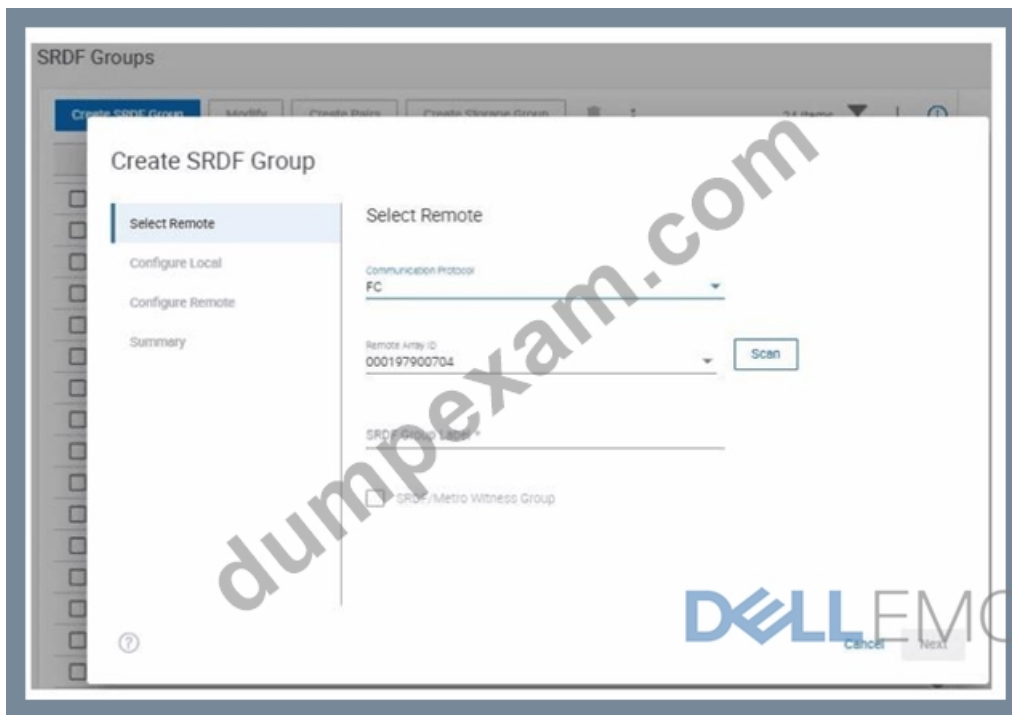 SRDF Groups
Create SRDF Group Modify Create Pairs Create Storage Group 24 items
Create SRDF Group
Select Remote
Configure Local
Configure Remote
Summary
Select Remote
Communication Protocol
FC
Remote Array ID
000197900704
Scan
SRDF Group Label *
SRDF/Metro Witness Group
Cancel Next
dumpexam.com
DELLEMC